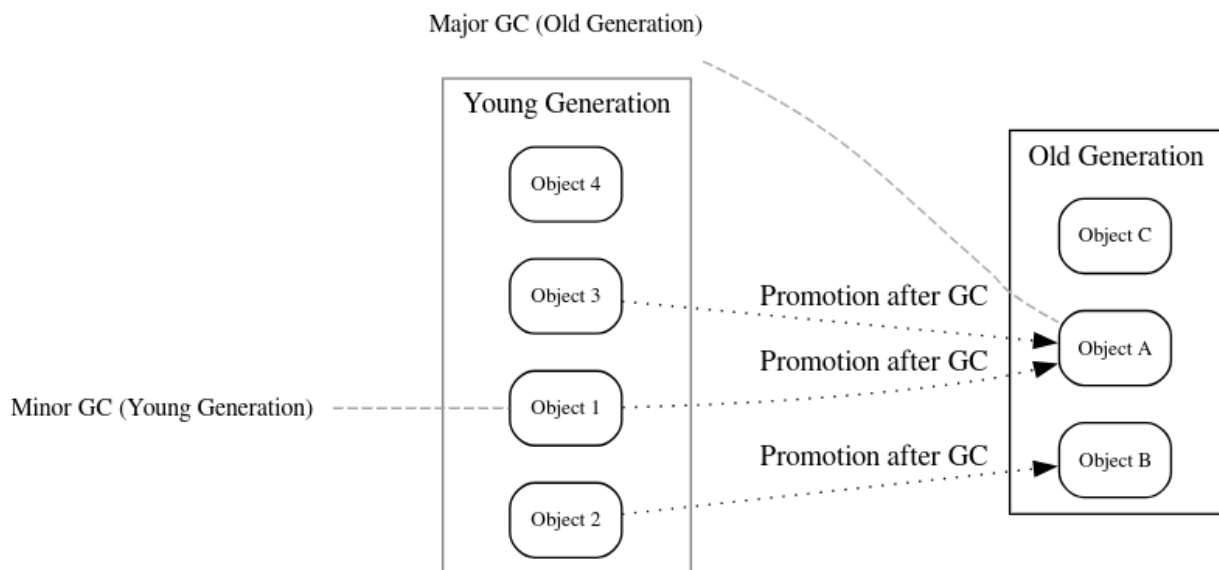 Major GC (Old Generation)
Young Generation
Object 4
Object 3
Object 1
Object 2
Minor GC (Young Generation)
Promotion after GC
Promotion after GC
Promotion after GC
Old Generation
Object C
Object A
Object B